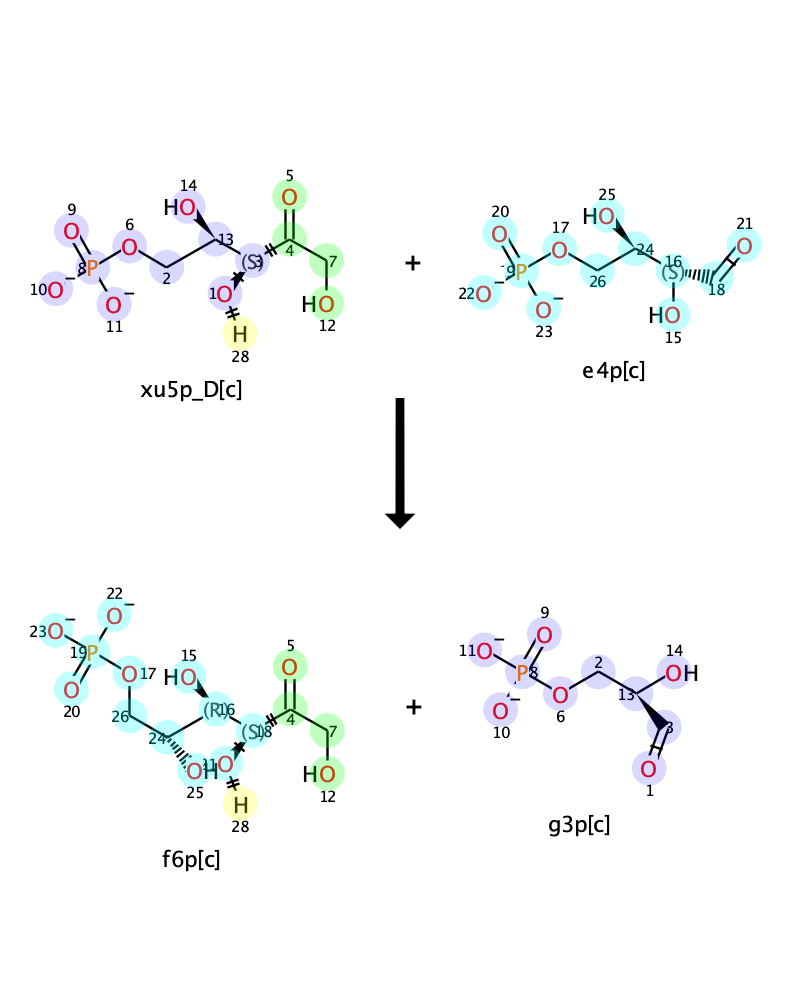 5
9 14 O
O HO
6 13
O (S) 4 7
8 P 2 3
10 O − 1 O
O − HO
11 H 12
28
xu5p_D[c]
+
25
20 HO 21
O 17 O
O 24 16
P (S)
26 18
22 O − O − HO
23 15
e4p[c]
22
O −
23 O − 15 5
19 P HO O
O 17 (R) 16
O 26 (S) 18 4 7
20 24
O H O HO
25 H 12
28
f6p[c]
+
9
11 O − O 2 14
P 8 OH
O − O 13
10 6 3
O
1
g3p[c]